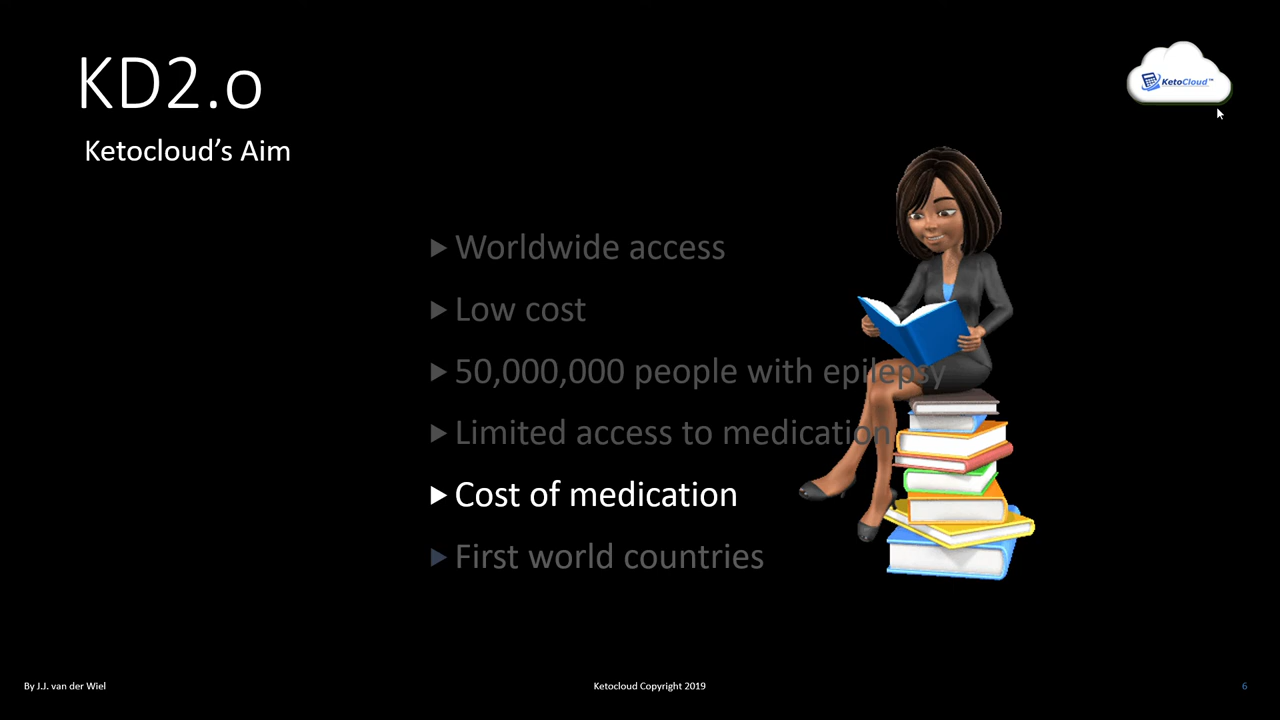 KD2.o
KetoCloud™
Ketocloud’s Aim
Worldwide access
Low cost
50,000,000 people with epilepsy
Limited access to medication
Cost of medication
First world countries
By J.J. van der Wiel
Ketocloud Copyright 2019
6